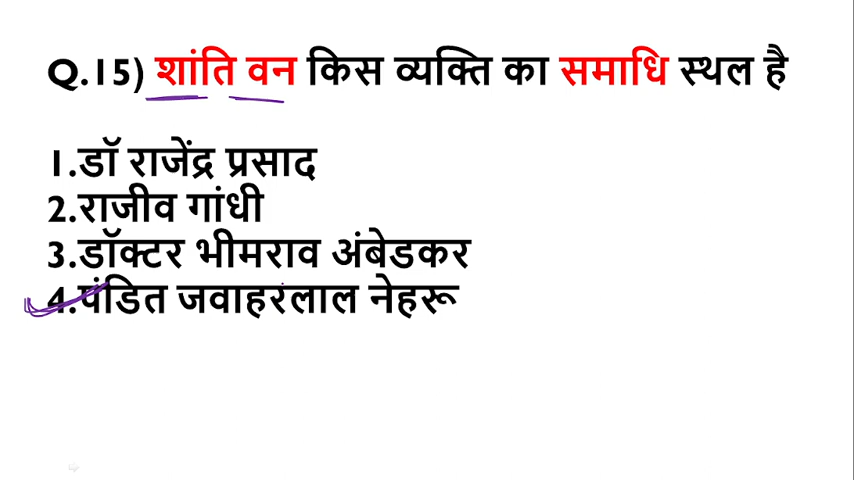 Q.15) शांति वन किस व्यक्ति का समाधि स्थल है
1.डॉ राजेंद्र प्रसाद
2.राजीव गांधी
3.डॉक्टर भीमराव अंबेडकर
4.पंडित जवाहरलाल नेहरू